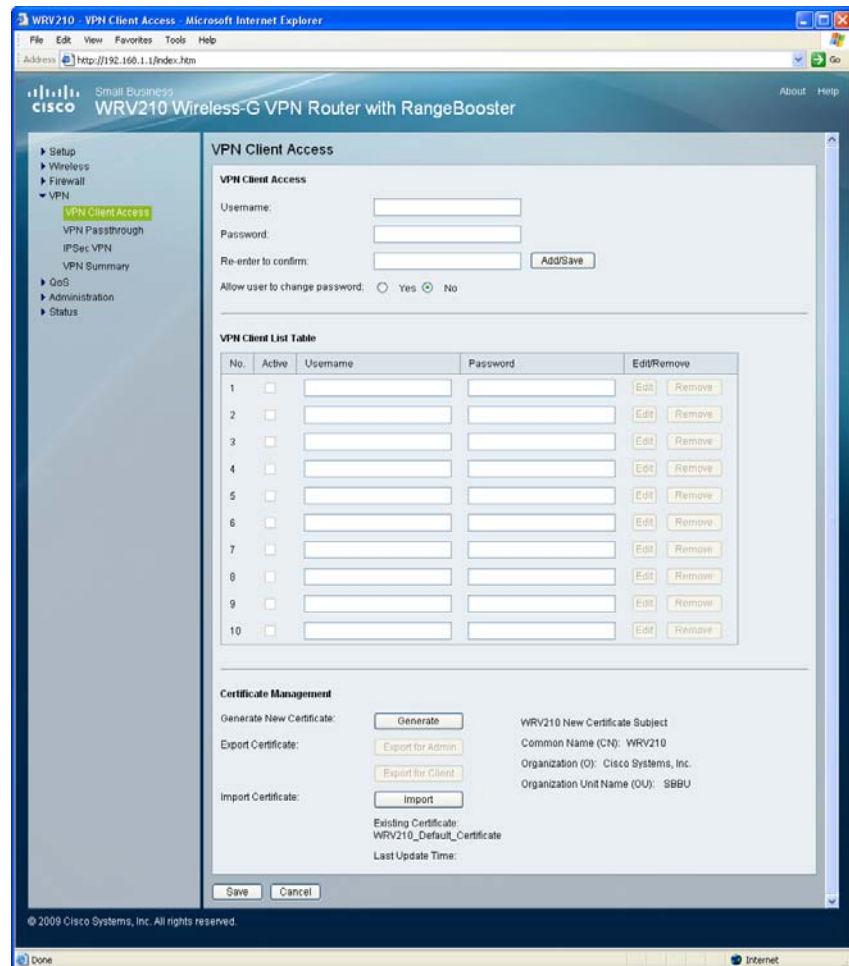 WRV210 - VPN Client Access - Microsoft Internet Explorer
File Edit View Favorites Tools Help
Address http://192.168.1.1/index.htm Go
CISCO Small Business
WRV210 Wireless-G VPN Router with RangeBooster
About Help
Setup
Wireless
Firewall
VPN
VPN Client Access
VPN Passthrough
IPSec VPN
VPN Summary
QoS
Administration
Status
VPN Client Access
VPN Client Access
Username:
Password:
Re-enter to confirm: Add/Save
Allow user to change password: Yes No
VPN Client List Table
No. Active Username Password Edit/Remove
1 Edit Remove
2 Edit Remove
3 Edit Remove
4 Edit Remove
5 Edit Remove
6 Edit Remove
7 Edit Remove
8 Edit Remove
9 Edit Remove
10 Edit Remove
Certificate Management
Generate New Certificate: Generate
Export Certificate: Export for Admin
Export for Client
Import Certificate: Import
Existing Certificate:
WRV210_Default_Certificate
Last Update Time:
WRV210 New Certificate Subject
Common Name (CN): WRV210
Organization (O): Cisco Systems, Inc.
Organization Unit Name (OU): SBBU
Save Cancel
© 2009 Cisco Systems, Inc. All rights reserved.
Done Internet